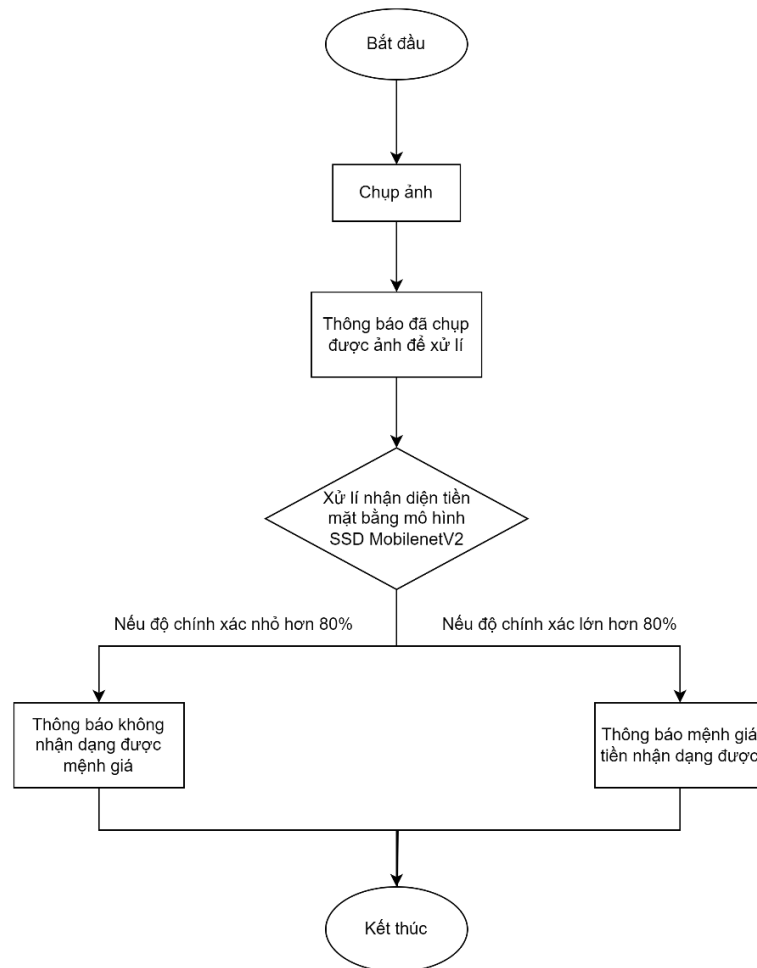 Bắt đầu
Chụp ảnh
Thông báo đã chụp
được ảnh để xử lí
Xử lí nhận diện tiền
mặt bằng mô hình
SSD MobilenetV2
Nếu độ chính xác nhỏ hơn 80%
Nếu độ chính xác lớn hơn 80%
Thông báo không
nhận dạng được
mệnh giá
Thông báo mệnh giá
tiền nhận dạng được
Kết thúc